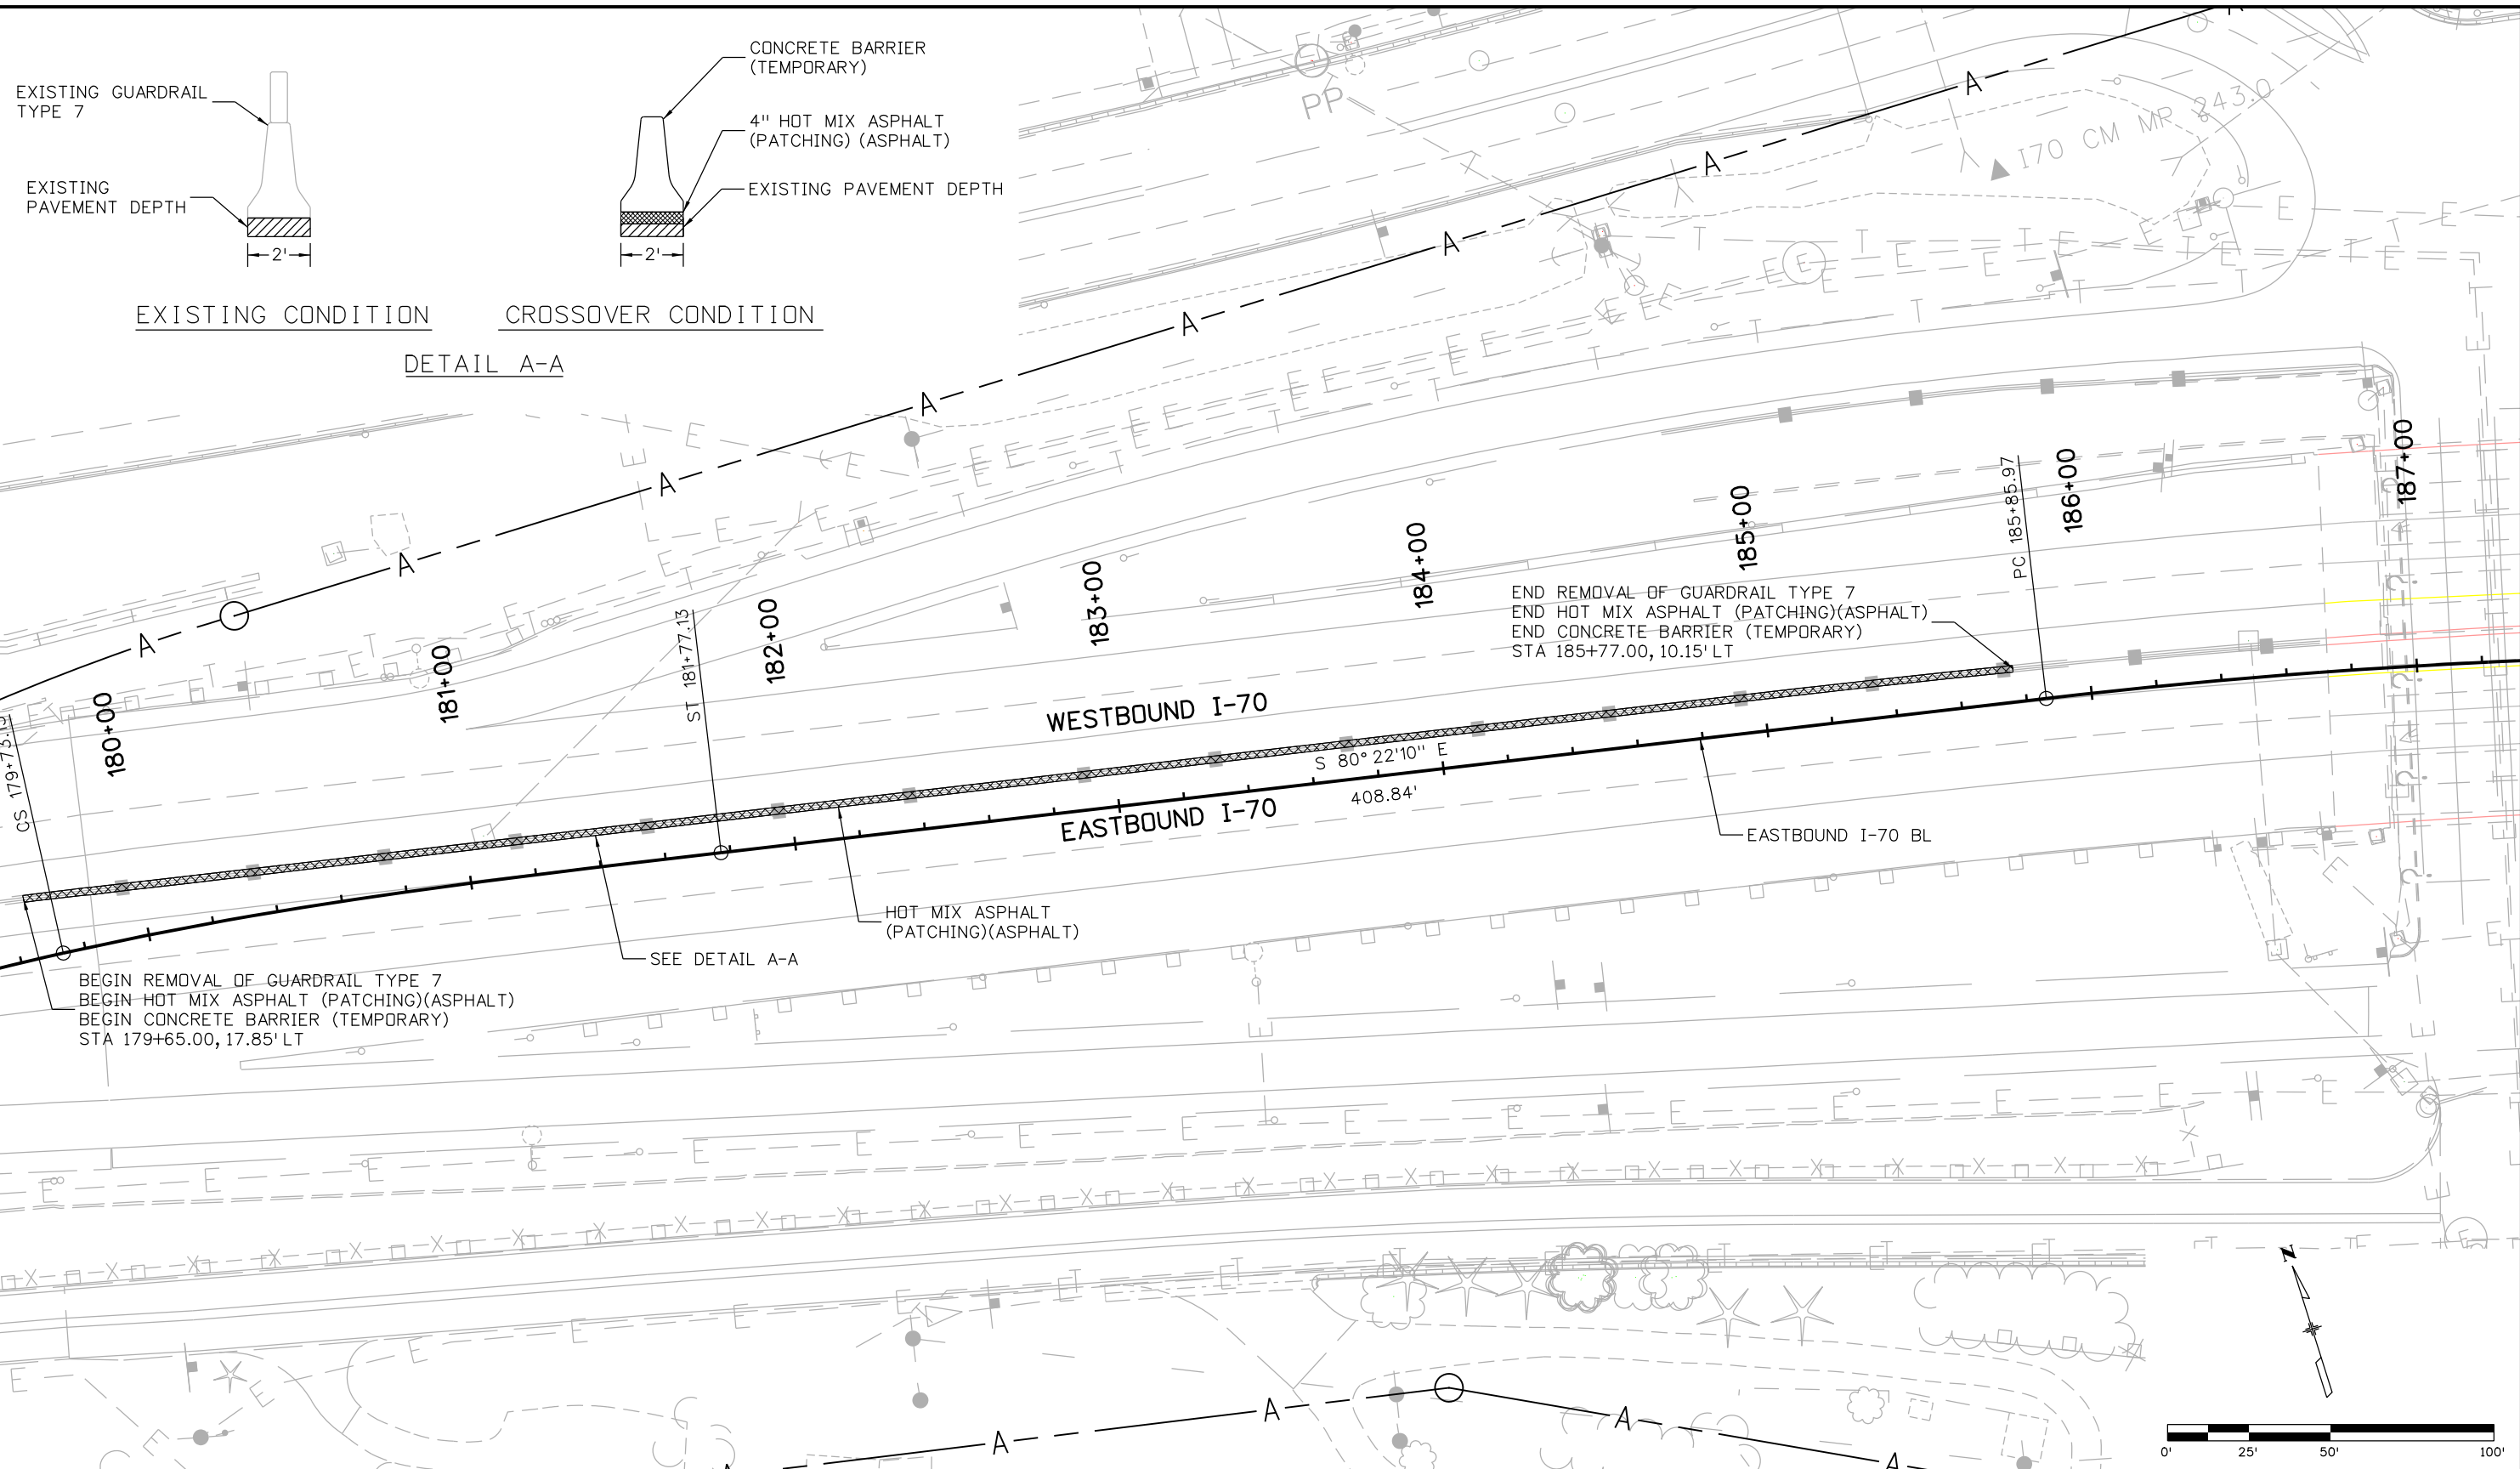 CONCRETE BARRIER
(TEMPORARY)
EXISTING GUARDRAIL
TYPE 7
4" HOT MIX ASPHALT
(PATCHING) (ASPHALT)
EXISTING
PAVEMENT DEPTH
EXISTING PAVEMENT DEPTH
2'
2'
EXISTING CONDITION
CROSSOVER CONDITION
DETAIL A-A
PP
I70 CM MP 243.0
CS 179+73.13
180+00
181+00
ST 181+77.13
182+00
183+00
184+00
185+00
PC 185+85.97
186+00
187+00
END REMOVAL OF GUARDRAIL TYPE 7
END HOT MIX ASPHALT (PATCHING)(ASPHALT)
END CONCRETE BARRIER (TEMPORARY)
STA 185+77.00, 10.15' LT
WESTBOUND I-70
S 80° 22'10" E
408.84'
EASTBOUND I-70
EASTBOUND I-70 BL
HOT MIX ASPHALT
(PATCHING)(ASPHALT)
SEE DETAIL A-A
BEGIN REMOVAL OF GUARDRAIL TYPE 7
BEGIN HOT MIX ASPHALT (PATCHING)(ASPHALT)
BEGIN CONCRETE BARRIER (TEMPORARY)
STA 179+65.00, 17.85' LT
N
0' 25' 50' 100'